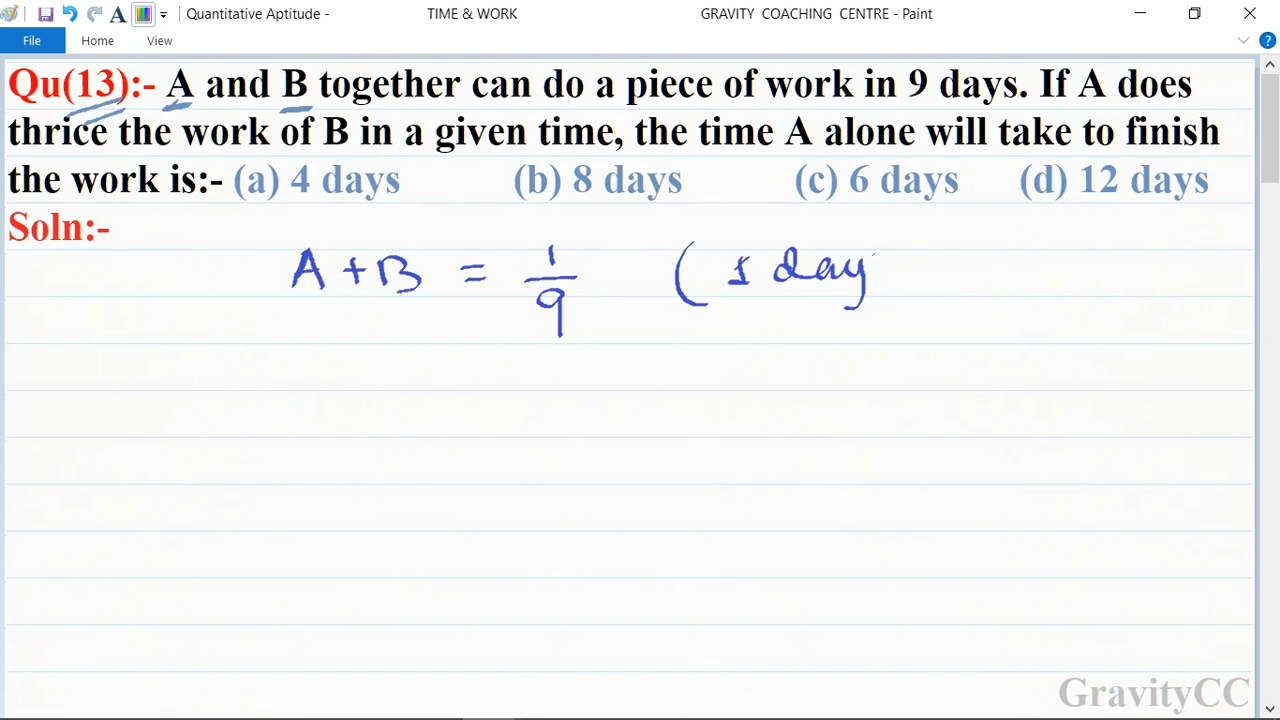 Quantitative Aptitude - TIME & WORK GRAVITY COACHING CENTRE - Paint
File Home View
Qu(13):- A and B together can do a piece of work in 9 days. If A does
thrice the work of B in a given time, the time A alone will take to finish
the work is:- (a) 4 days (b) 8 days (c) 6 days (d) 12 days
Soln:-
A + B = 1/9 ( 1 day
GravityCC